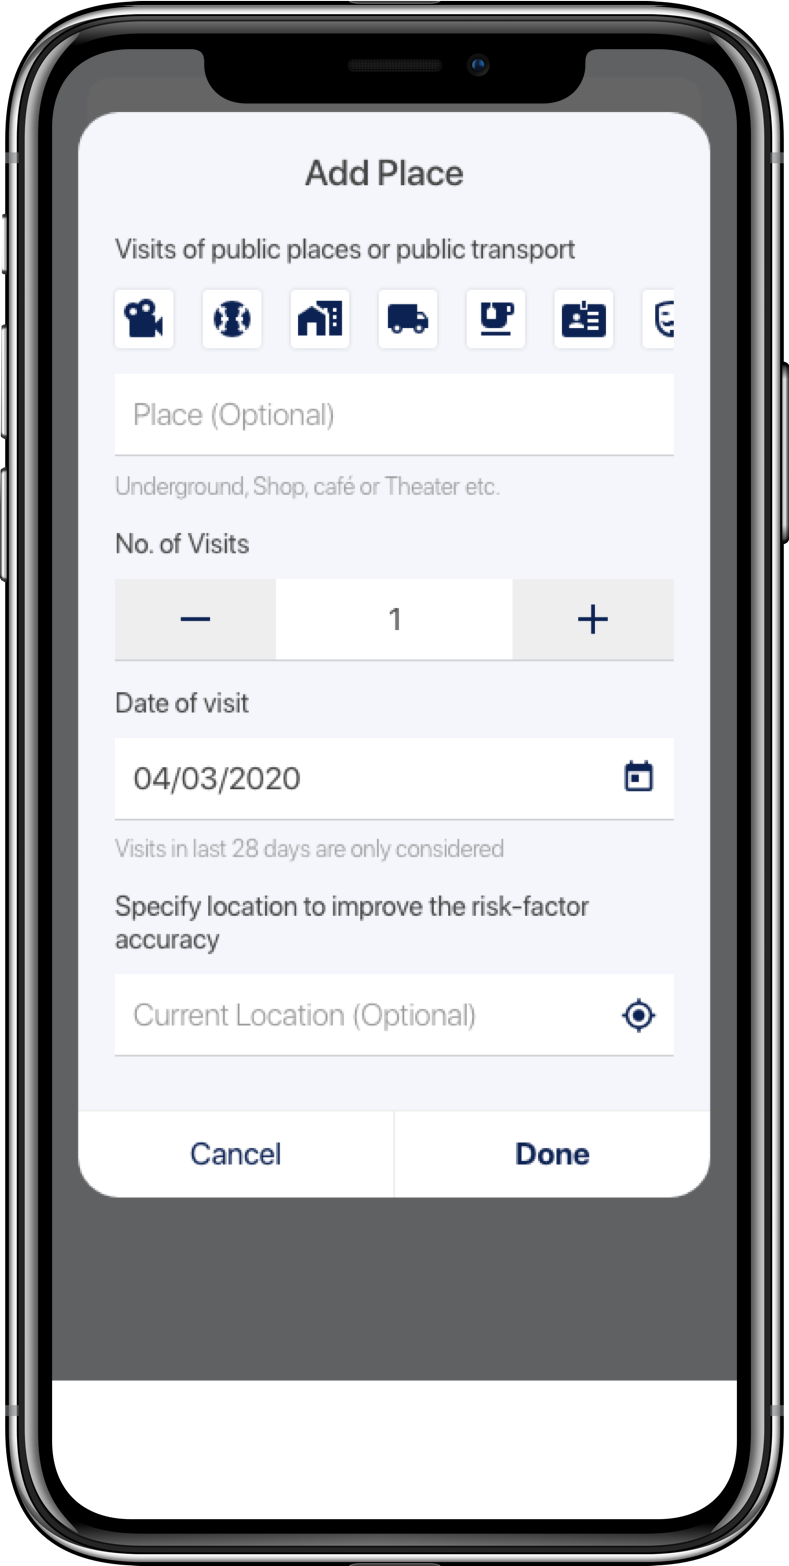 Add Place
Visits of public places or public transport
Place (Optional)
Underground, Shop, café or Theater etc.
No. of Visits
1
Date of visit
04/03/2020
Visits in last 28 days are only considered
Specify location to improve the risk-factor
accuracy
Current Location (Optional)
Cancel Done